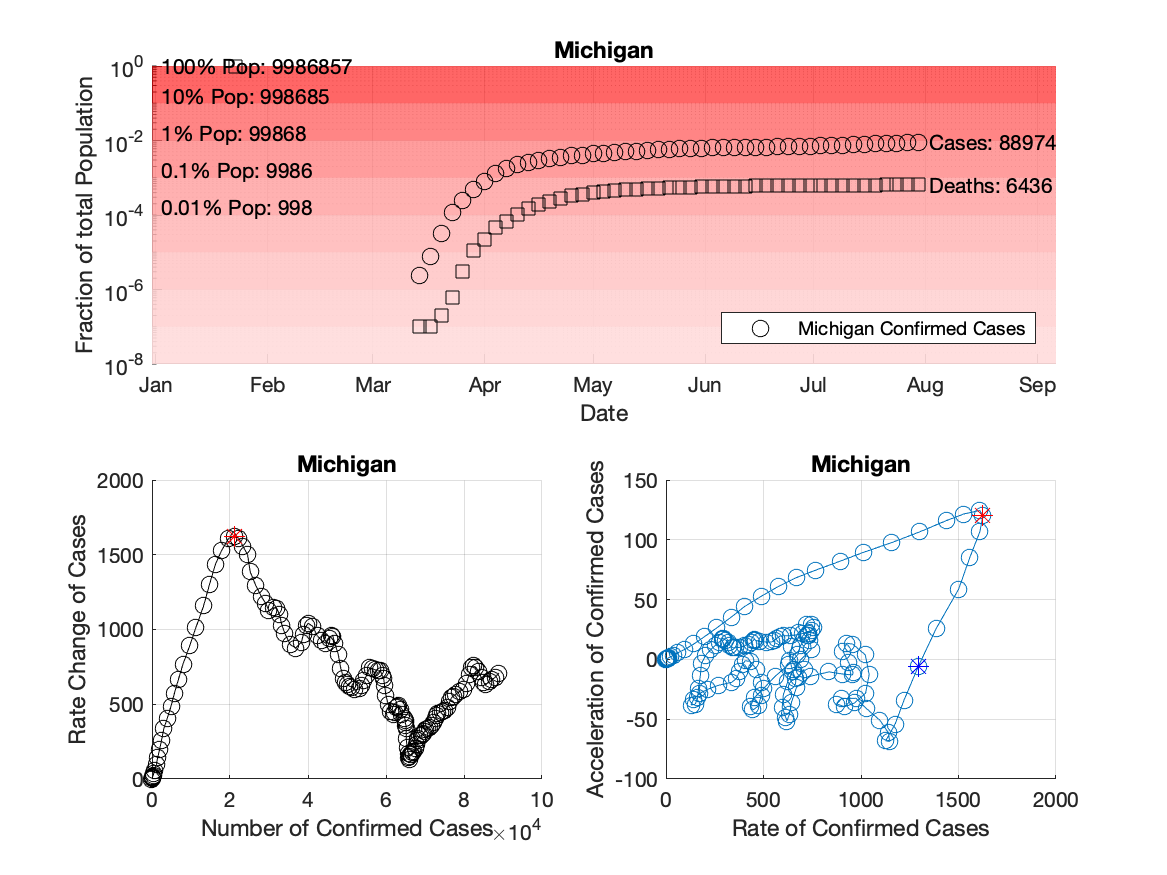 Michigan
Fraction of total Population
10^0
10^-2
10^-4
10^-6
10^-8
100% Pop: 9986857
10% Pop: 998685
1% Pop: 99868
0.1% Pop: 9986
0.01% Pop: 998
Cases: 88974
Deaths: 6436
Michigan Confirmed Cases
Jan Feb Mar Apr May Jun Jul Aug Sep
Date
Michigan
Rate Change of Cases
2000
1500
1000
500
0
0 2 4 6 8 10
Number of Confirmed Cases ×10^4
Michigan
Acceleration of Confirmed Cases
150
100
50
0
-50
-100
0 500 1000 1500 2000
Rate of Confirmed Cases